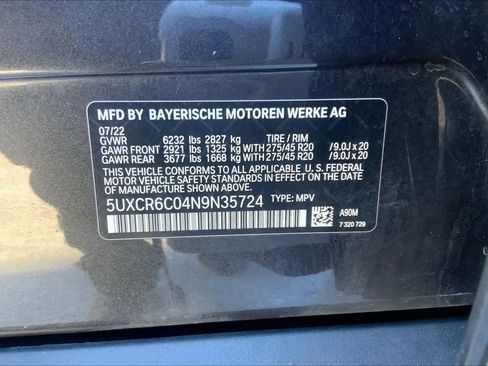 MFD BY BAYERISCHE MOTOREN WERKE AG
07/22
GVWR 6232 lbs 2827 kg TIRE / RIM
GAWR FRONT 2921 lbs 1325 kg WITH 275/45 R20 /9.0J x 20
GAWR REAR 3677 lbs 1668 kg WITH 275/45 R20 /9.0J x 20
THIS VEHICLE CONFORMS TO ALL APPLICABLE U. S.
FEDERAL MOTOR VEHICLE SAFETY STANDARDS IN
EFFECT ON THE DATE OF MANUFACTURE SHOWN
ABOVE.
5UXCR6C04N9N35724 TYPE: MPV
A90M
7 320 729